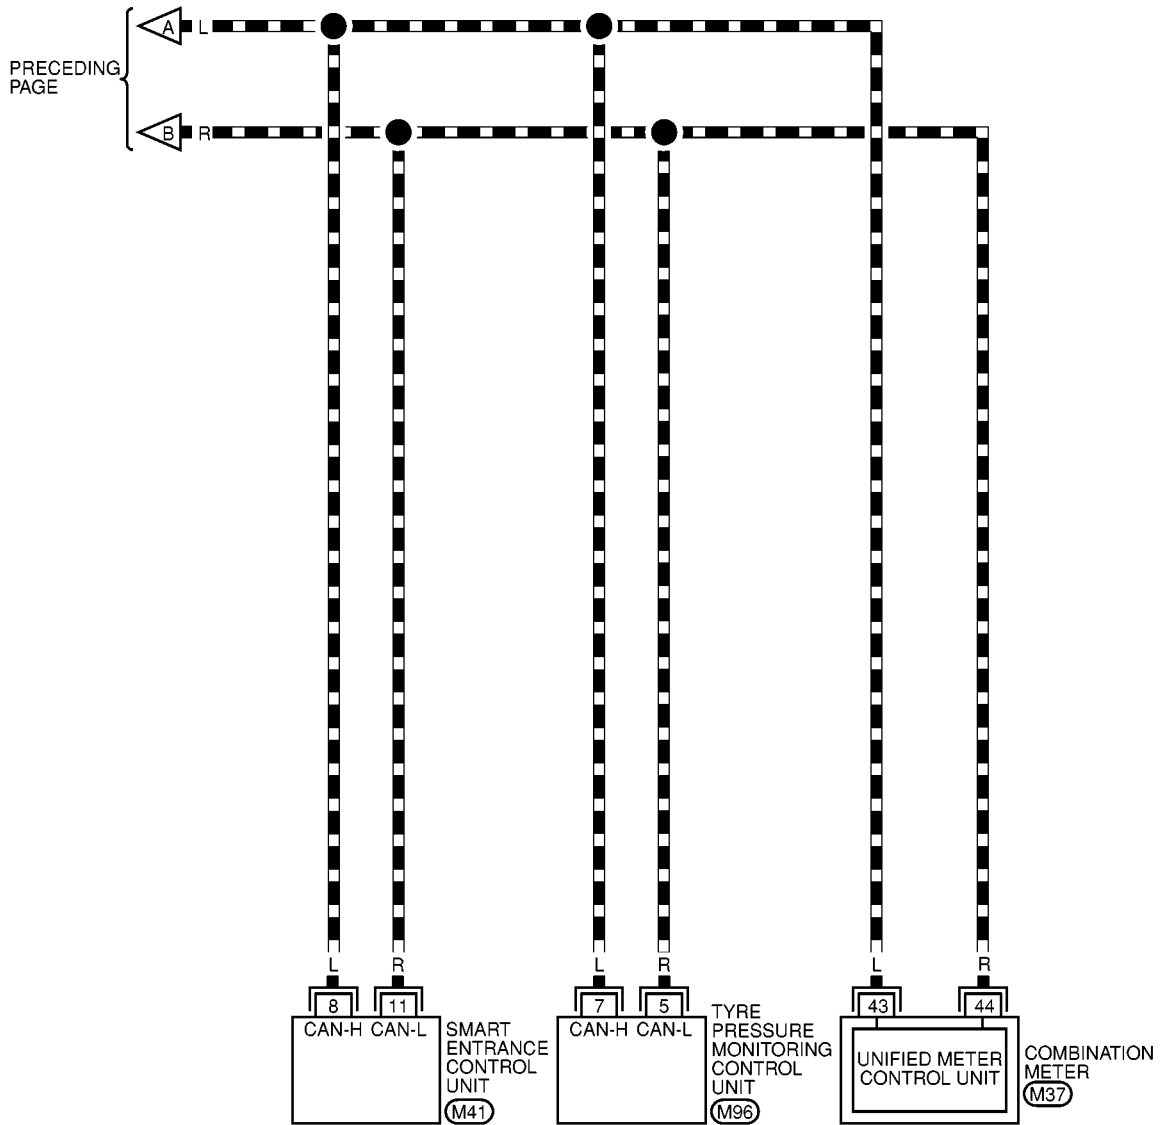 A L
PRECEDING
PAGE
B R
L R L R L R
8 11 7 5 43 44
CAN-H CAN-L
SMART
ENTRANCE
CONTROL
UNIT
M41
CAN-H CAN-L
TYRE
PRESSURE
MONITORING
CONTROL
UNIT
M96
UNIFIED METER
CONTROL UNIT
COMBINATION
METER
M37